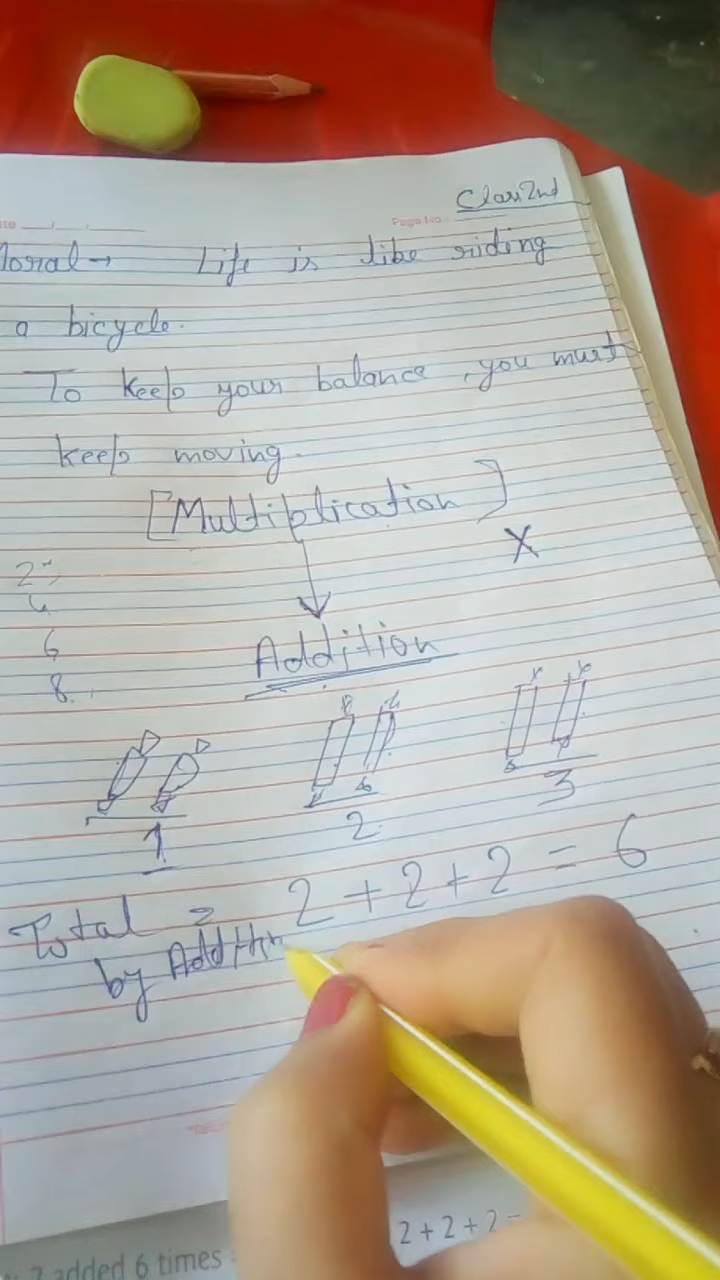 Class 2nd
Page No.
Moral → Life is like riding
a bicycle.
To keep your balance, you must
keep moving.
[Multiplication]
X
2
4
6
8
Addition
1
2
3
Total = 2 + 2 + 2 = 6
by Addition
2 + 2 + 2 =
2 added 6 times